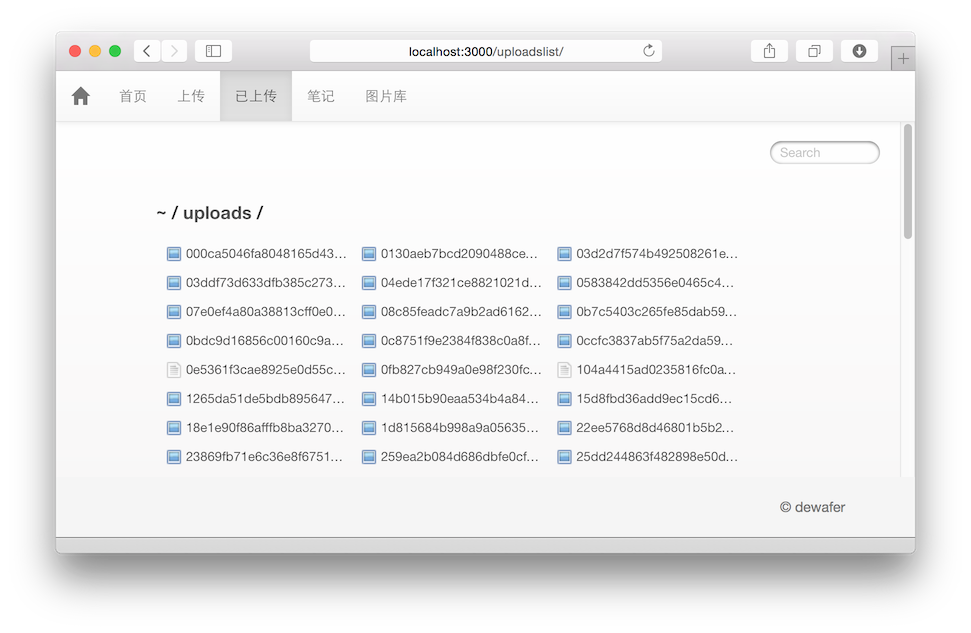 localhost:3000/uploadslist/
首页 上传 已上传 笔记 图片库
Search
~ / uploads /
000ca5046fa8048165d43... 0130aeb7bcd2090488ce... 03d2d7f574b492508261e...
03ddf73d633dfb385c273... 04ede17f321ce8821021d... 0583842dd5356e0465c4...
07e0ef4a80a38813cff0e0... 08c85feadc7a9b2ad6162... 0b7c5403c265fe85dab59...
0bdc9d16856c00160c9a... 0c8751f9e2384f838c0a8f... 0ccfc3837ab5f75a2da59...
0e5361f3cae8925e0d55c... 0fb827cb949a0e98f230fc... 104a4415ad0235816fc0a...
1265da51de5bdb895647... 14b015b90eaa534b4a84... 15d8fbd36add9ec15cd6...
18e1e90f86afffb8ba3270... 1d815684b998a9a05635... 22ee5768d8d46801b5b2...
23869fb71e6c36e8f6751... 259ea2b084d686dbfe0cf... 25dd244863f482898e50d...
© dewafer